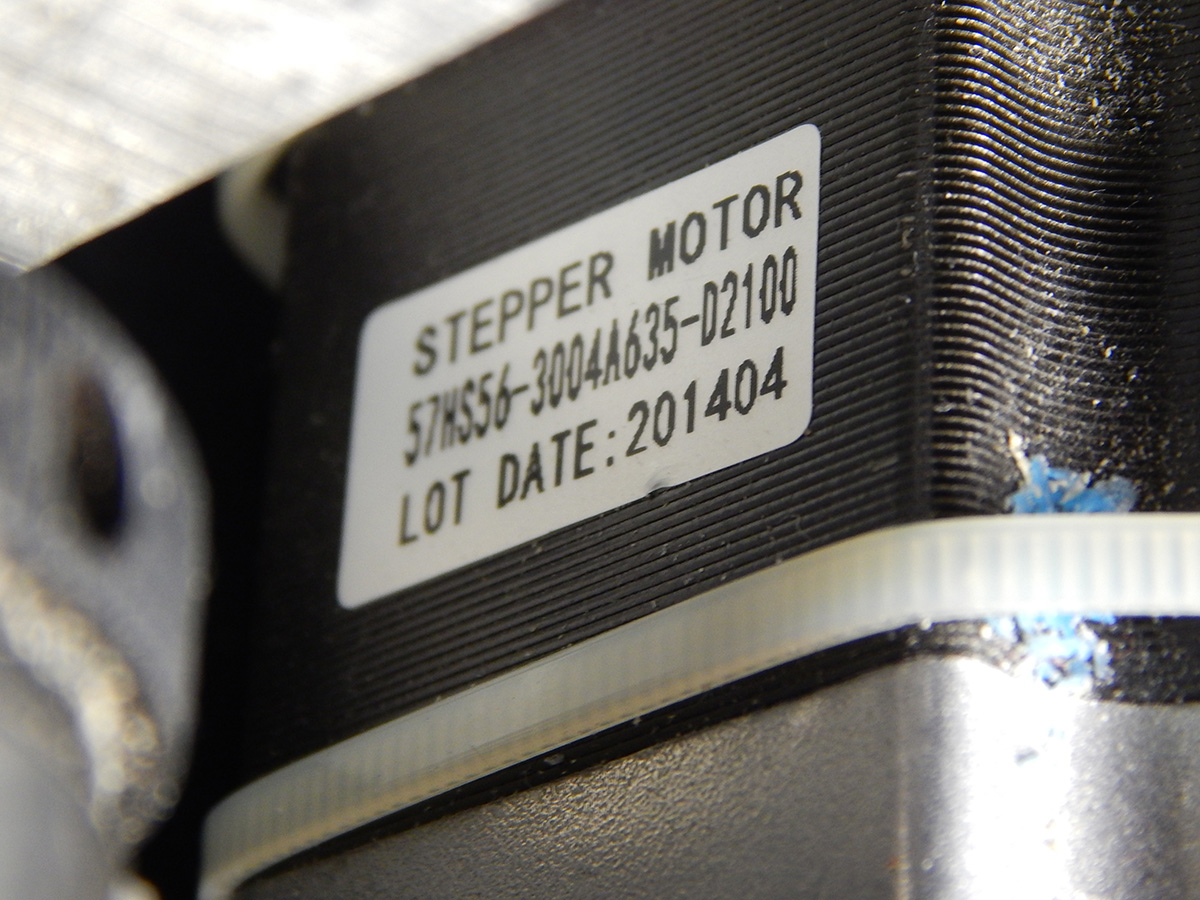 STEPPER MOTOR
57HS56-3004A635-D2100
LOT DATE:201404